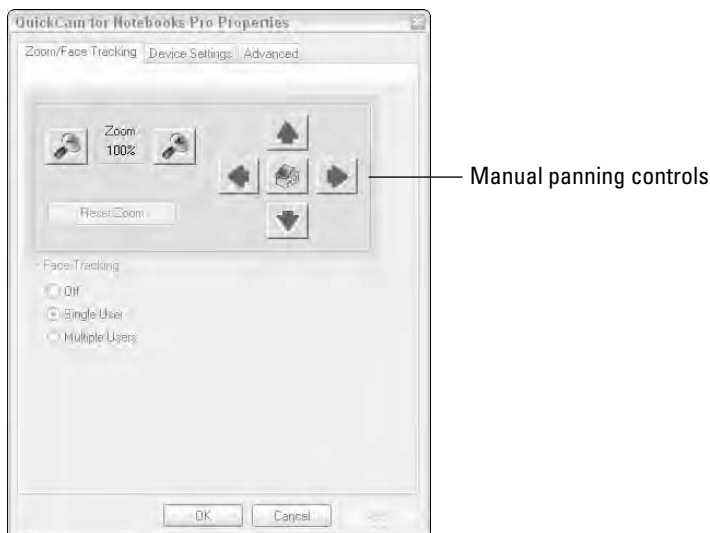 QuickCam for Notebooks Pro Properties
Zoom/Face Tracking Device Settings Advanced
Zoom
100%
Manual panning controls
Reset Zoom
Face Tracking
Off
Single User
Multiple Users
OK Cancel